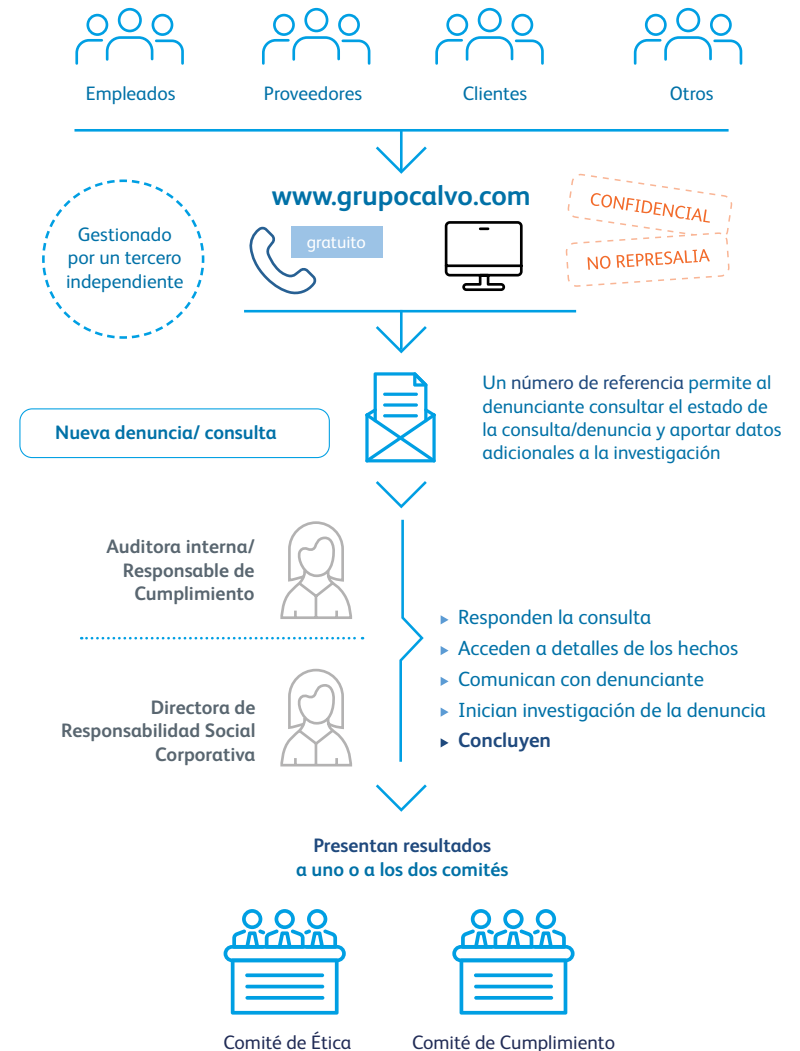 Empleados
Proveedores
Clientes
Otros
www.grupocalvo.com
Gestionado
por un tercero
independiente
gratuito
CONFIDENCIAL
NO REPRESALIA
Un número de referencia permite al
denunciante consultar el estado de
la consulta/denuncia y aportar datos
adicionales a la investigación
Nueva denuncia/ consulta
Auditora interna/
Responsable de
Cumplimiento
Directora de
Responsabilidad Social
Corporativa
▸ Responden la consulta
▸ Acceden a detalles de los hechos
▸ Comunican con denunciante
▸ Inician investigación de la denuncia
▸ Concluyen
Presentan resultados
a uno o a los dos comités
Comité de Ética
Comité de Cumplimiento